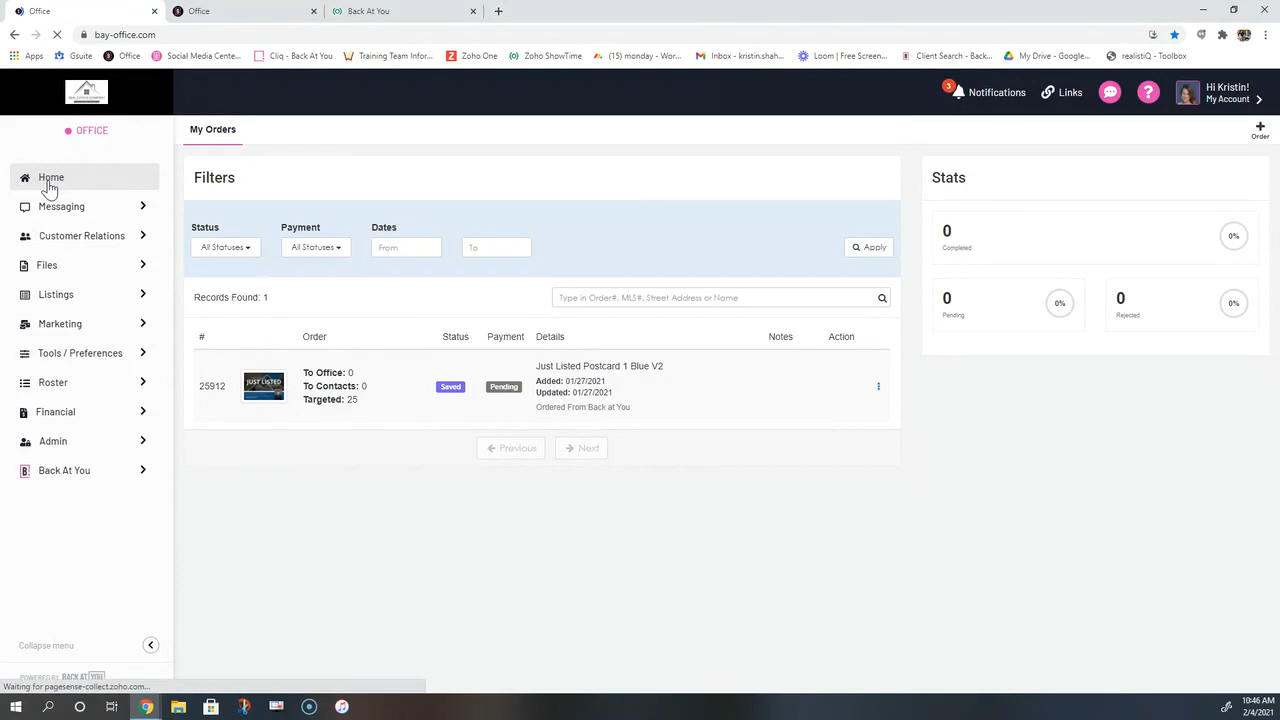 Office
Office
Back At You
bay-office.com
Apps
Gsuite
Office
Social Media Cente...
Cliq - Back At You
Training Team Infor...
Zoho One
Zoho ShowTime
(15) monday - Wor...
Inbox - kristin.shah...
Loom | Free Screen...
Client Search - Back...
My Drive - Google...
realistiQ - Toolbox
3
Notifications
Links
Hi Kristin!
My Account
OFFICE
My Orders
Order
Home
Messaging
Customer Relations
Files
Listings
Marketing
Tools / Preferences
Roster
Financial
Admin
Back At You
Collapse menu
POWERED BY BACK AT YOU
Filters
Status
Payment
Dates
All Statuses
All Statuses
From
To
Apply
Records Found: 1
Type in Order#, MLS#, Street Address or Name
#
Order
Status
Payment
Details
Notes
Action
25912
JUST LISTED
To Office: 0
To Contacts: 0
Targeted: 25
Saved
Pending
Just Listed Postcard 1 Blue V2
Added: 01/27/2021
Updated: 01/27/2021
Ordered From:Back at You
Previous
Next
Stats
0
Completed
0%
0
Pending
0%
0
Rejected
0%
Waiting for pagesense-collect.zoho.com...
10:46 AM
2/4/2021